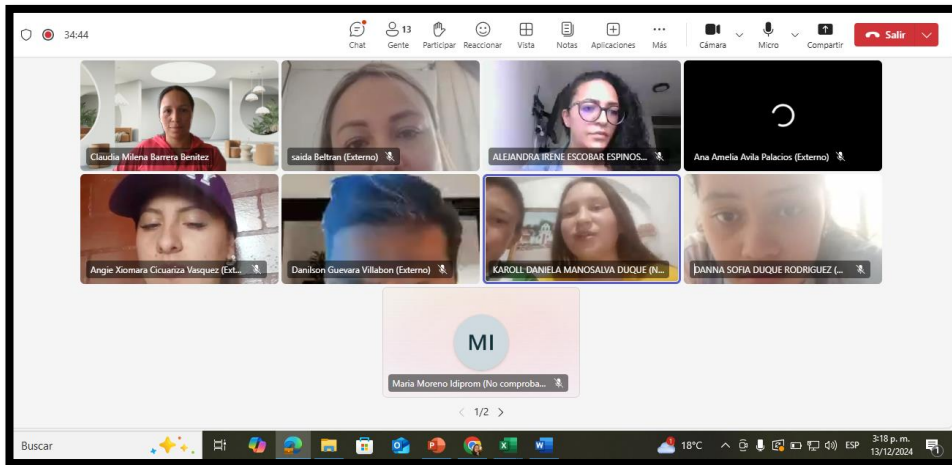 34:44
Chat
13
Gente
Participar
Reaccionar
Vista
Notas
Aplicaciones
Más
Cámara
Micro
Compartir
Salir
Claudia Milena Barrera Benitez
saida Beltran (Externo)
ALEJANDRA IRENE ESCOBAR ESPINOS...
Ana Amelia Avila Palacios (Externo)
Angie Xiomara Cicuariza Vasquez (Ext...
Danilson Guevara Villabon (Externo)
KAROLL DANIELA MANOSALVA DUQUE (N...
DANNA SOFIA DUQUE RODRIGUEZ (...
MI
Maria Moreno Idiprom (No comproba...
1/2
Buscar
18°C
ESP
3:18 p. m.
13/12/2024